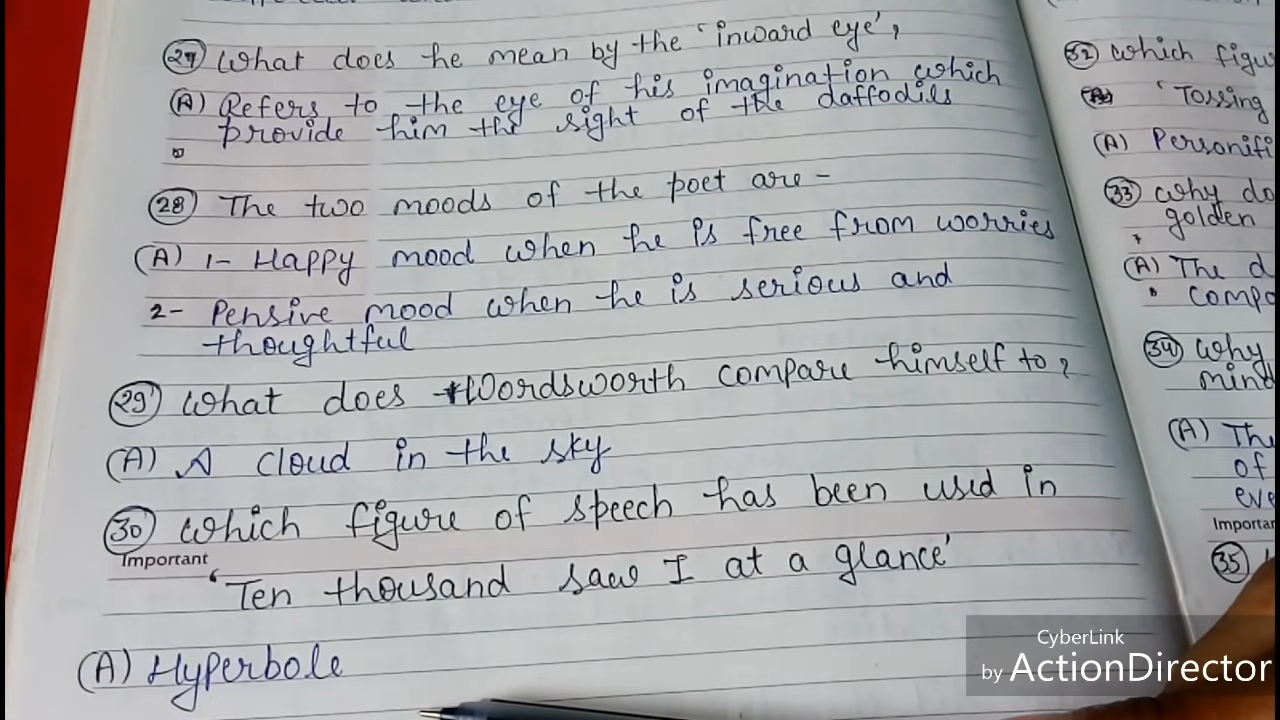 27 What does he mean by the 'inward eye',
(A) Refers to the eye of his imagination which
provide him the sight of the daffodils
28 The two moods of the poet are -
(A) 1- Happy mood when he is free from worries
2- Pensive mood when he is serious and
thoughtful
29 What does Wordsworth compare himself to?
(A) A cloud in the sky
30 Which figure of speech has been used in
Important
'Ten thousand saw I at a glance'
(A) Hyperbole
32 Which figu
'Tossing
(A) Personifi
33 Why do
golden
(A) The d
compa
34 Why
mind
(A) The
of
eve
Importa
35
CyberLink
by ActionDirector